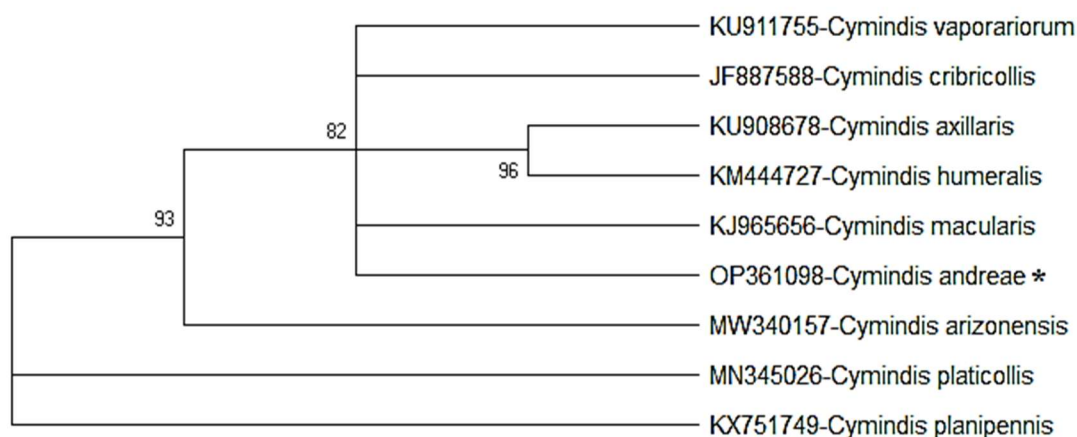 KU911755-Cymindis vaporariorum
JF887588-Cymindis cribricollis
82
KU908678-Cymindis axillaris
96
KM444727-Cymindis humeralis
93
KJ965656-Cymindis macularis
OP361098-Cymindis andreae *
MW340157-Cymindis arizonensis
MN345026-Cymindis platicollis
KX751749-Cymindis planipennis